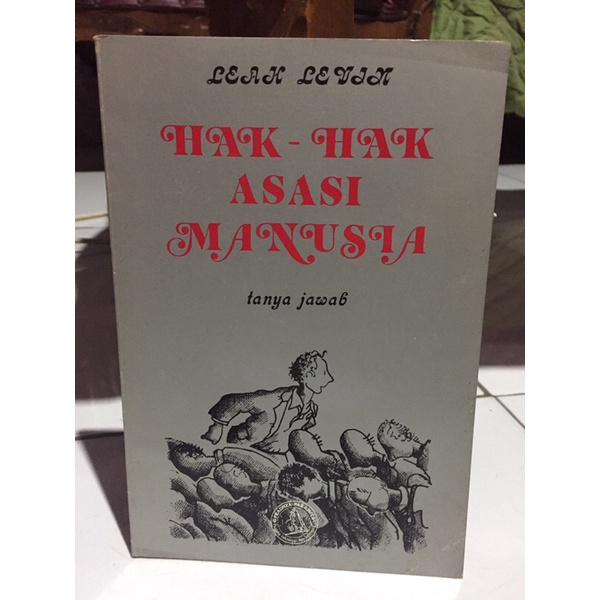 LEAH LEVIN
HAK - HAK
ASASI
MANUSIA
tanya jawab